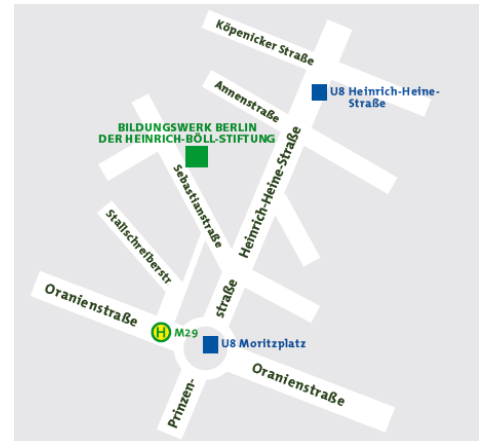 Köpenicker Straße
U8 Heinrich-Heine-
Straße
Annenstraße
BILDUNGSWERK BERLIN
DER HEINRICH-BÖLL-STIFTUNG
Heinrich-Heine-Straße
Sebastianstraße
Stallschreiberstr
Oranienstraße
H M29
straße
U8 Moritzplatz
Oranienstraße
Prinzen-